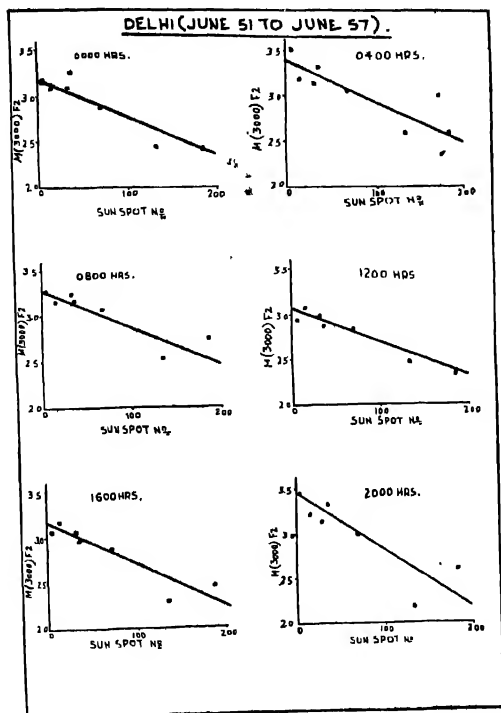 DELHI (JUNE 51 TO JUNE 57).
0000 HRS.
M(3000) F2
3.5
3.0
2.5
2.0
0
100
200
SUN SPOT No
0400 HRS.
M(3000) F2
3.5
3.0
2.5
2.0
0
100
200
SUN SPOT No
0800 HRS.
M(3000) F2
3.5
3.0
2.5
2.0
0
100
200
SUN SPOT No.
1200 HRS
M(3000) F2
3.5
3.0
2.5
2.0
0
100
200
SUN SPOT No.
1600 HRS.
M(3000) F2
3.5
3.0
2.5
2.0
0
100
200
SUN SPOT No
2000 HRS.
M(3000) F2
3.5
3.0
2.5
2.0
0
100
200
SUN SPOT No